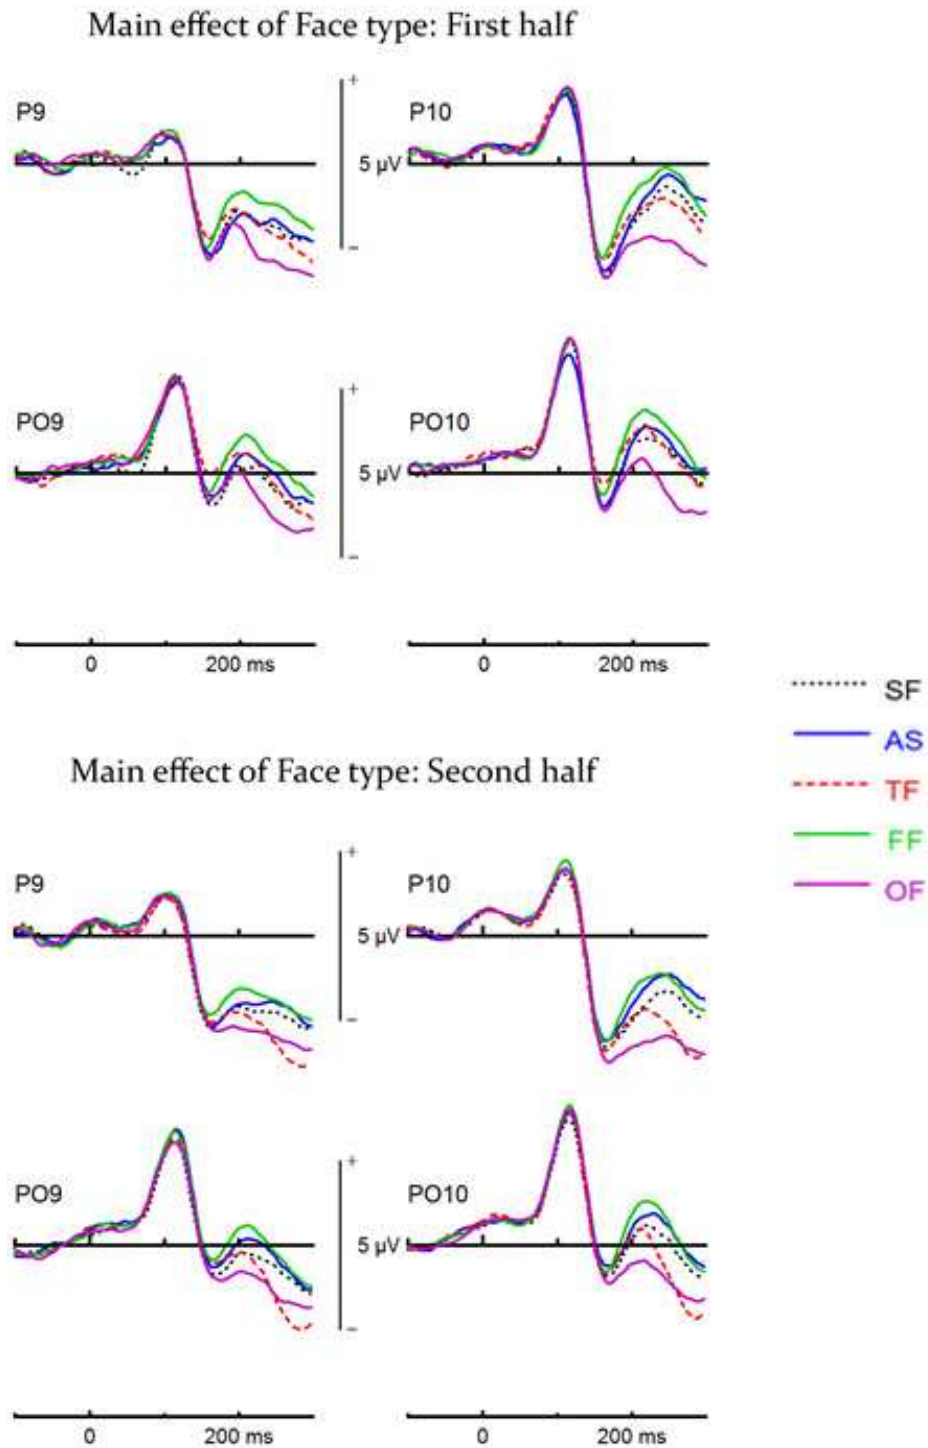 Main effect of Face type: First half
P9
+
5 µV
−
P10
PO9
+
5 µV
−
PO10
0 200 ms 0 200 ms
SF
AS
TF
FF
OF
Main effect of Face type: Second half
P9
+
5 µV
−
P10
PO9
+
5 µV
−
PO10
0 200 ms 0 200 ms